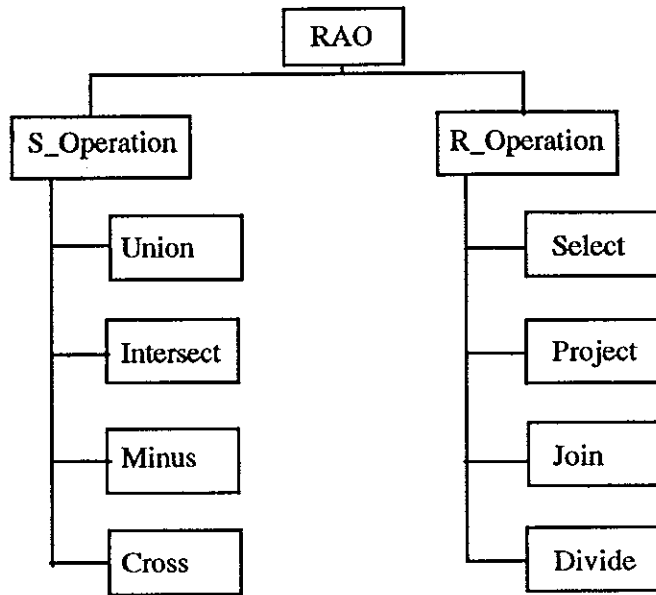 RAO
S_Operation
R_Operation
Union
Select
Intersect
Project
Minus
Join
Cross
Divide